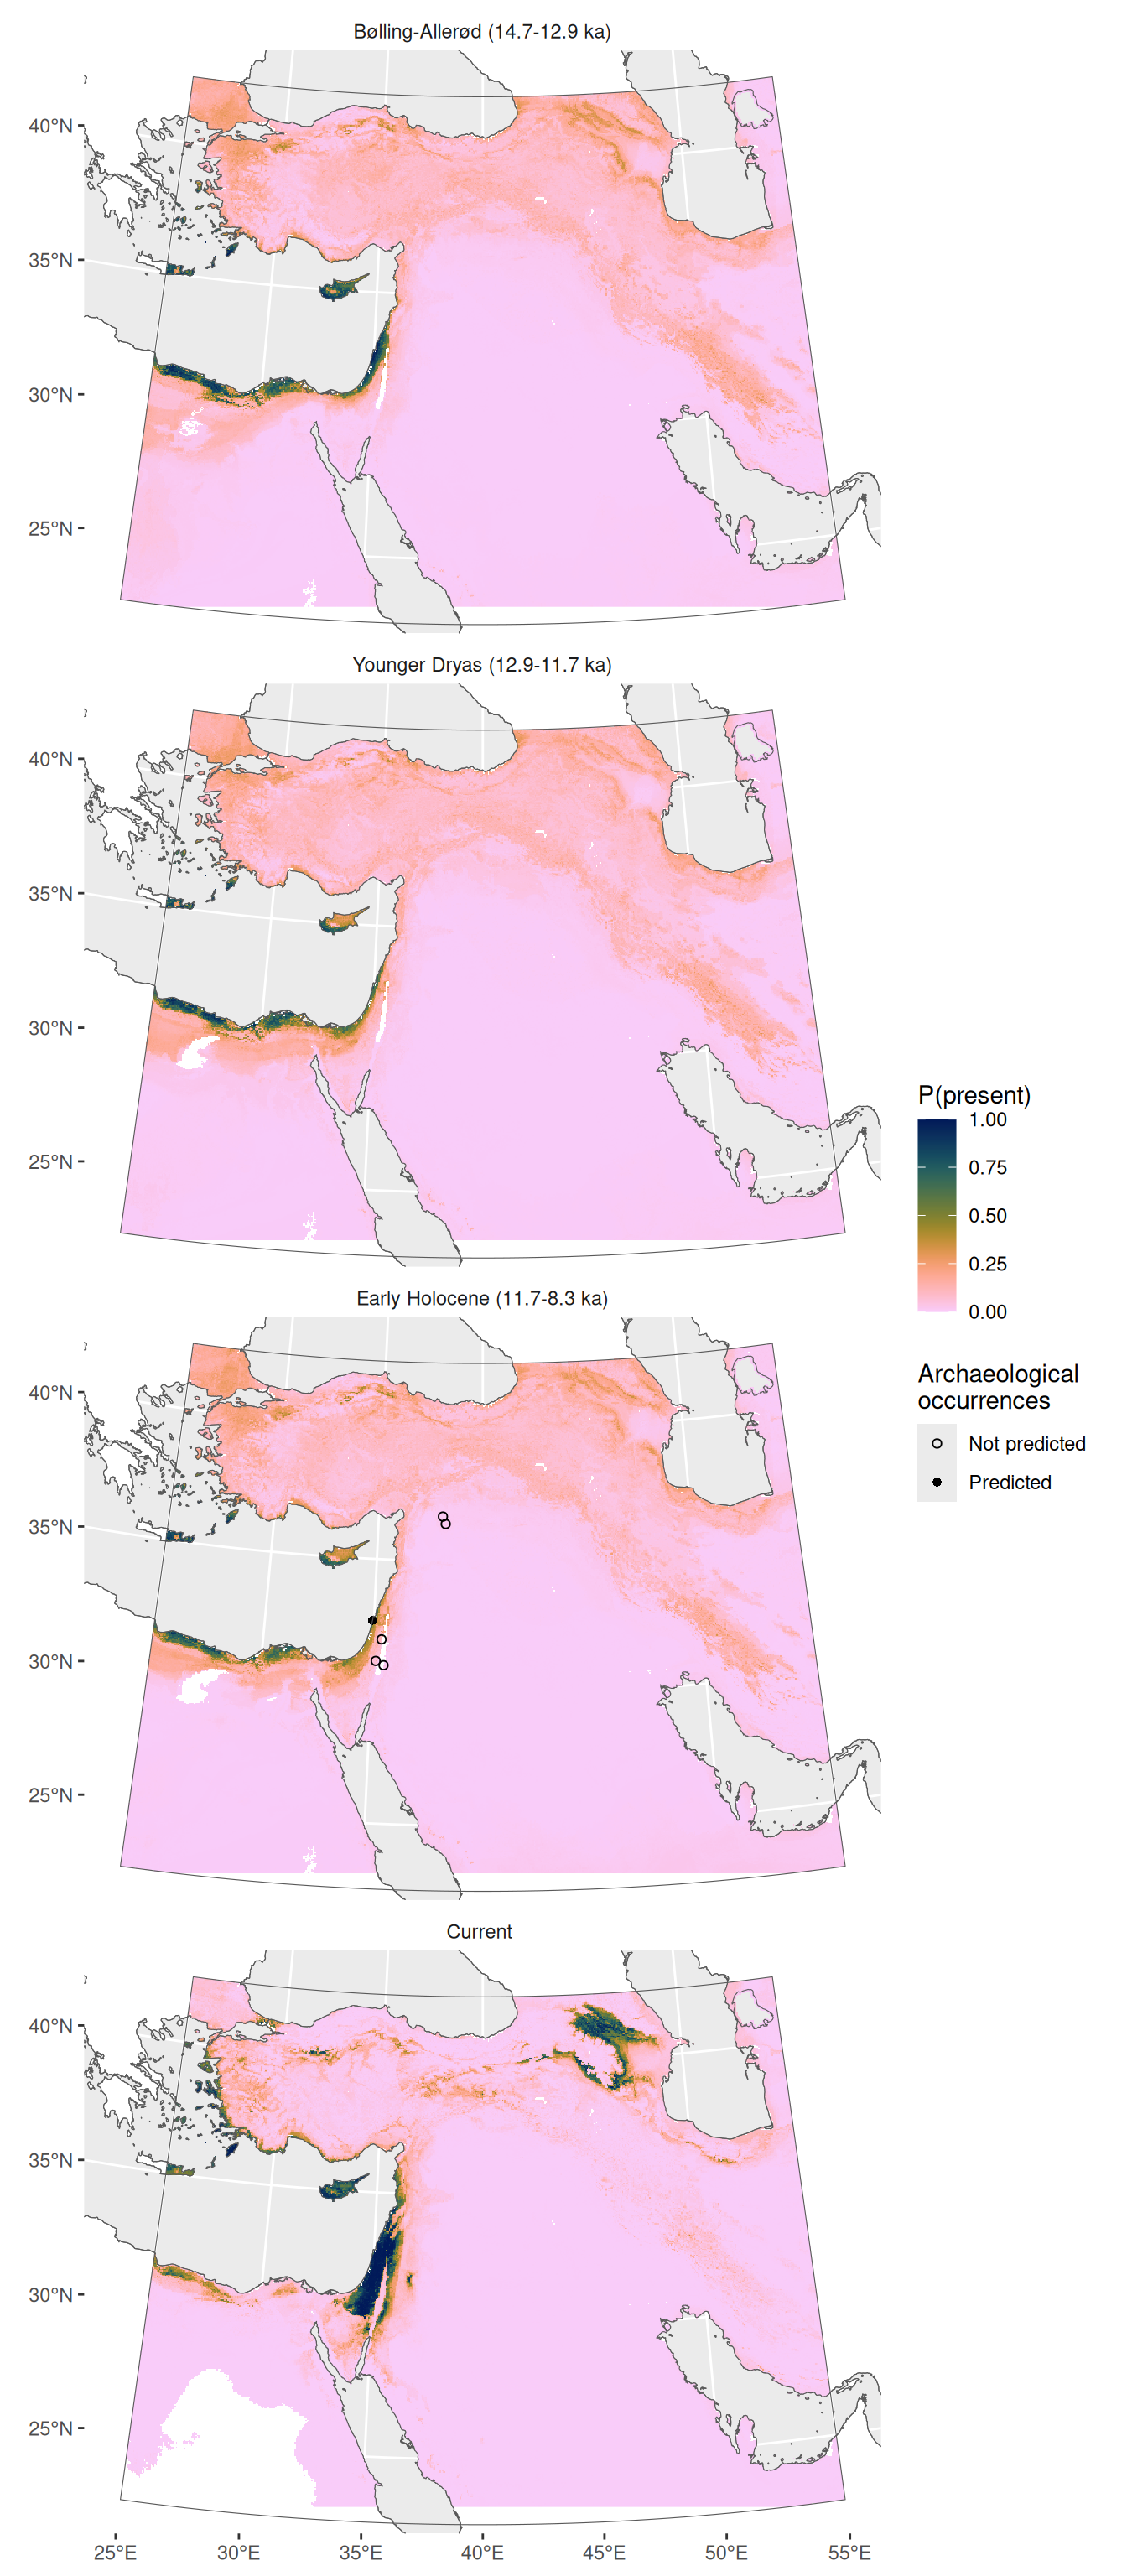 Bølling-Allerød (14.7-12.9 ka)
40°N
35°N
30°N
25°N
Younger Dryas (12.9-11.7 ka)
40°N
35°N
30°N
25°N
P(present)
1.00
0.75
0.50
0.25
0.00
Early Holocene (11.7-8.3 ka)
40°N
35°N
30°N
25°N
Archaeological
occurrences
Not predicted
Predicted
Current
40°N
35°N
30°N
25°N
25°E
30°E
35°E
40°E
45°E
50°E
55°E